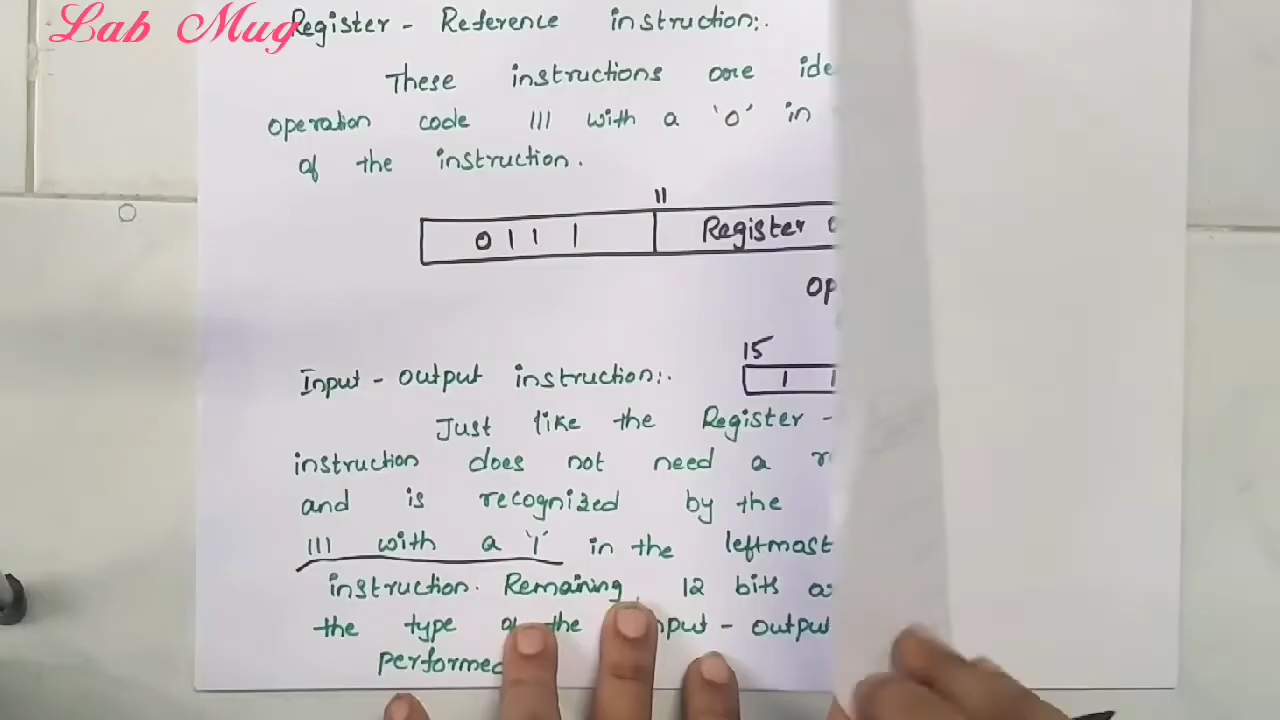 Lab Mug
Register - Reference instruction:.
These instructions are
operation code 111 with a '0' in
of the instruction.
11
0 1 1 1 Register
15
1 1
Input - output instruction:.
Just like the Register -
instruction does not need a
and is recognized by the
111 with a '1' in the leftmost
instruction. Remaining 12 bits
the type of the input - output
performed